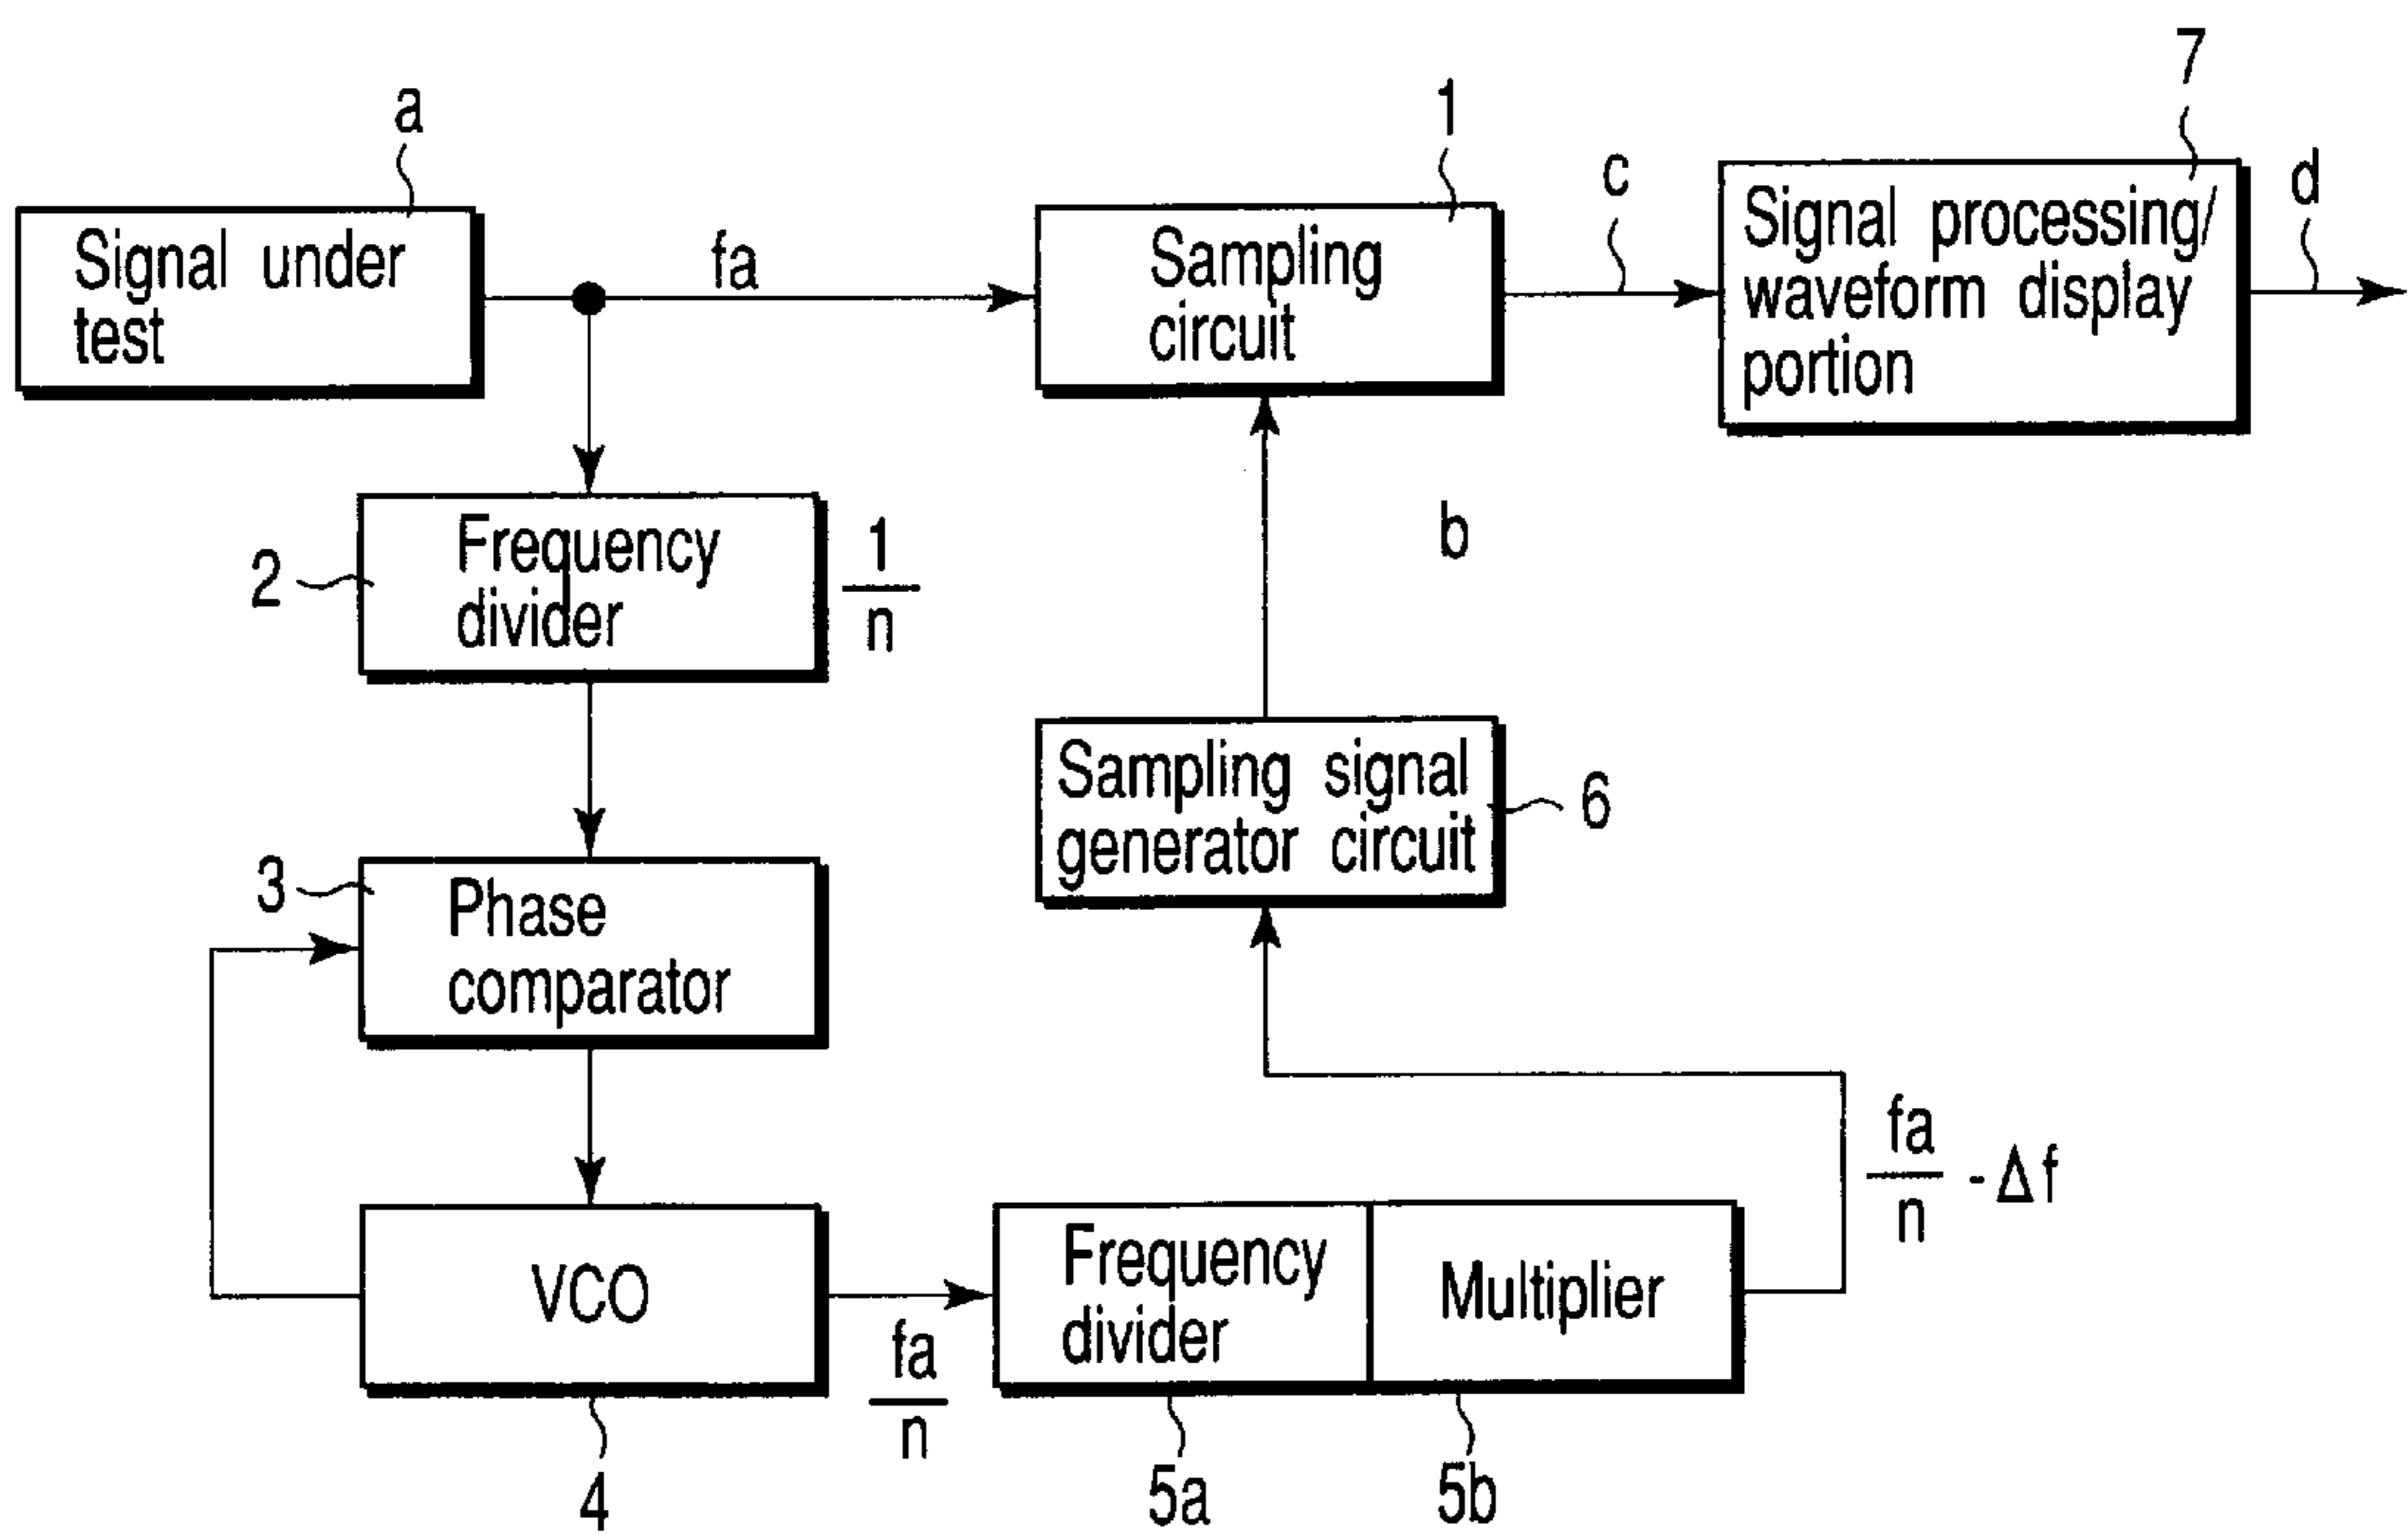 a
Signal under
test
fa
1
Sampling
circuit
c
7
Signal processing/
waveform display
portion
d
2
Frequency
divider
1
n
b
3
Phase
comparator
Sampling signal
generator circuit
6
VCO
4
fa
n
Frequency
divider
5a
Multiplier
5b
fa
n
-Δf